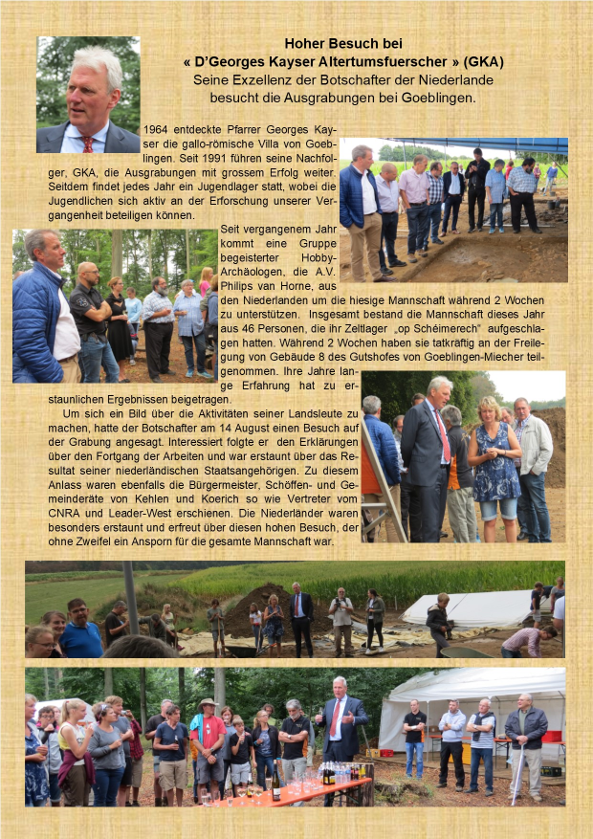 Hoher Besuch bei
« D’Georges Kayser Altertumsfuerscher » (GKA)
Seine Exzellenz der Botschafter der Niederlande
besucht die Ausgrabungen bei Goeblingen.
1964 entdeckte Pfarrer Georges Kay-
ser die gallo-römische Villa von Goeb-
lingen. Seit 1991 führen seine Nachfol-
ger, GKA, die Ausgrabungen mit grossem Erfolg weiter.
Seitdem findet jedes Jahr ein Jugendlager statt, wobei die
Jugendlichen sich aktiv an der Erforschung unserer Ver-
gangenheit beteiligen können.
Seit vergangenem Jahr
kommt eine Gruppe
begeisterter Hobby-
Archäologen, die A.V.
Philips van Horne, aus
den Niederlanden um die hiesige Mannschaft während 2 Wochen
zu unterstützen. Insgesamt bestand die Mannschaft dieses Jahr
aus 46 Personen, die ihr Zeltlager „op Schéimerech“ aufgeschla-
gen hatten. Während 2 Wochen haben sie tatkräftig an der Freile-
gung von Gebäude 8 des Gutshofes von Goeblingen-Miecher teil-
genommen. Ihre Jahre lan-
ge Erfahrung hat zu er-
staunlichen Ergebnissen beigetragen.
Um sich ein Bild über die Aktivitäten seiner Landsleute zu
machen, hatte der Botschafter am 14 August einen Besuch auf
der Grabung angesagt. Interessiert folgte er den Erklärungen
über den Fortgang der Arbeiten und war erstaunt über das Re-
sultat seiner niederländischen Staatsangehörigen. Zu diesem
Anlass waren ebenfalls die Bürgermeister, Schöffen- und Ge-
meinderäte von Kehlen und Koerich so wie Vertreter vom
CNRA und Leader-West erschienen. Die Niederländer waren
besonders erstaunt und erfreut über diesen hohen Besuch, der
ohne Zweifel ein Ansporn für die gesamte Mannschaft war.